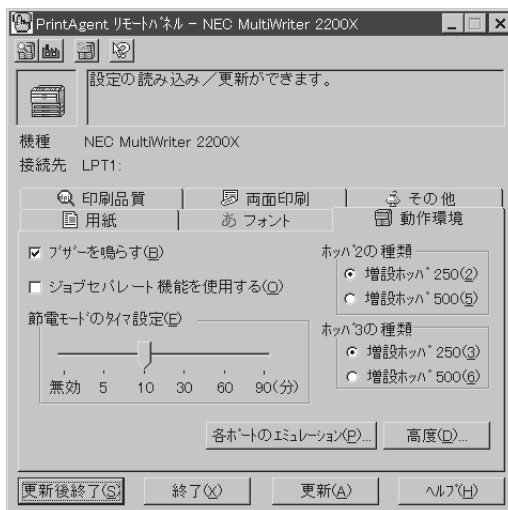 PrintAgent ﾘﾓｰﾄﾊﾟﾈﾙ － NEC MultiWriter 2200X
設定の読み込み／更新ができます。
機種 NEC MultiWriter 2200X
接続先 LPT1:
印刷品質 両面印刷 その他
用紙 あ フォント 動作環境
ﾌﾞｻﾞｰを鳴らす(B)
ジョブセパレート機能を使用する(O)
節電ﾓｰﾄﾞのﾀｲﾏ設定(E)
無効 5 10 30 60 90(分)
ﾎｯﾊﾟ2の種類
増設ﾎｯﾊﾟ250(2)
増設ﾎｯﾊﾟ500(5)
ﾎｯﾊﾟ3の種類
増設ﾎｯﾊﾟ250(3)
増設ﾎｯﾊﾟ500(6)
各ﾎﾟｰﾄのｴﾐｭﾚｰｼｮﾝ(P)... 高度(D)...
更新後終了(S) 終了(X) 更新(A) ﾍﾙﾌﾟ(H)